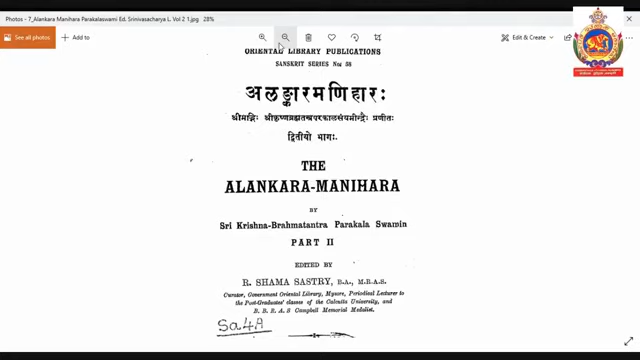 Photos - 7_Alankara Manihara Parakalaswami Ed. Srinivasacharya L. Vol 2 1.jpg   28%
See all photos
Add to
Edit & Create
Share
ORIENTAL LIBRARY PUBLICATIONS
SANSKRIT SERIES No: 58
अलङ्कारमणिहारः
श्रीमद्भिः श्रीकृष्णब्रह्मतन्त्रपरकालसंयमीन्द्रैः प्रणीतः
द्वितीयो भागः.
THE
ALANKARA-MANIHARA
BY
Sri Krishna-Brahmatantra Parakala Swamin
PART II
EDITED BY
R. SHAMA SASTRY, B.A., M.R.A.S.
Curator, Government Oriental Library, Mysore, Periodical Lecturer to
the Post-Graduates' classes of the Calcutta University, and
B. B. R. A. S Campbell Memorial Medalist.
Sa4A